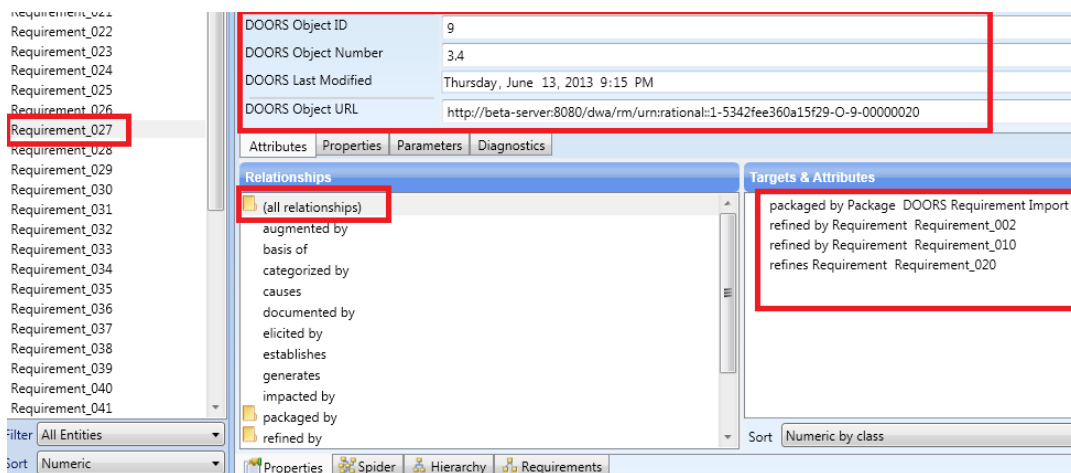 Requirement_021
Requirement_022
Requirement_023
Requirement_024
Requirement_025
Requirement_026
Requirement_027
Requirement_028
Requirement_029
Requirement_030
Requirement_031
Requirement_032
Requirement_033
Requirement_034
Requirement_035
Requirement_036
Requirement_037
Requirement_038
Requirement_039
Requirement_040
Requirement_041
Filter All Entities
Sort Numeric
DOORS Object ID 9
DOORS Object Number 3.4
DOORS Last Modified Thursday, June 13, 2013 9:15 PM
DOORS Object URL http://beta-server:8080/dwa/rm/urn:rational::1-5342fee360a15f29-O-9-00000020
Attributes Properties Parameters Diagnostics
Relationships
(all relationships)
augmented by
basis of
categorized by
causes
documented by
elicited by
establishes
generates
impacted by
packaged by
refined by
Targets & Attributes
packaged by Package DOORS Requirement Import
refined by Requirement Requirement_002
refined by Requirement Requirement_010
refines Requirement Requirement_020
Sort Numeric by class
Properties Spider Hierarchy Requirements